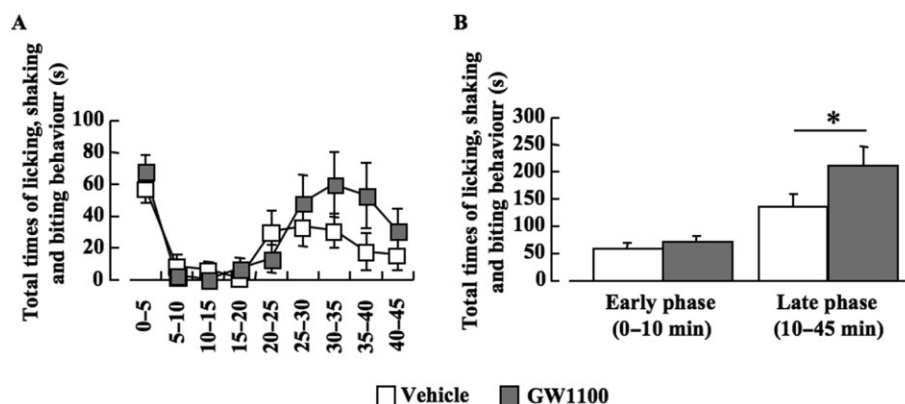 A
Total times of licking, shaking
and biting behaviour (s)
100
80
60
40
20
0
0–5
5–10
10–15
15–20
20–25
25–30
30–35
35–40
40–45
B
Total times of licking, shaking
and biting behaviour (s)
300
250
200
150
100
50
0
*
Early phase
(0–10 min)
Late phase
(10–45 min)
Vehicle
GW1100